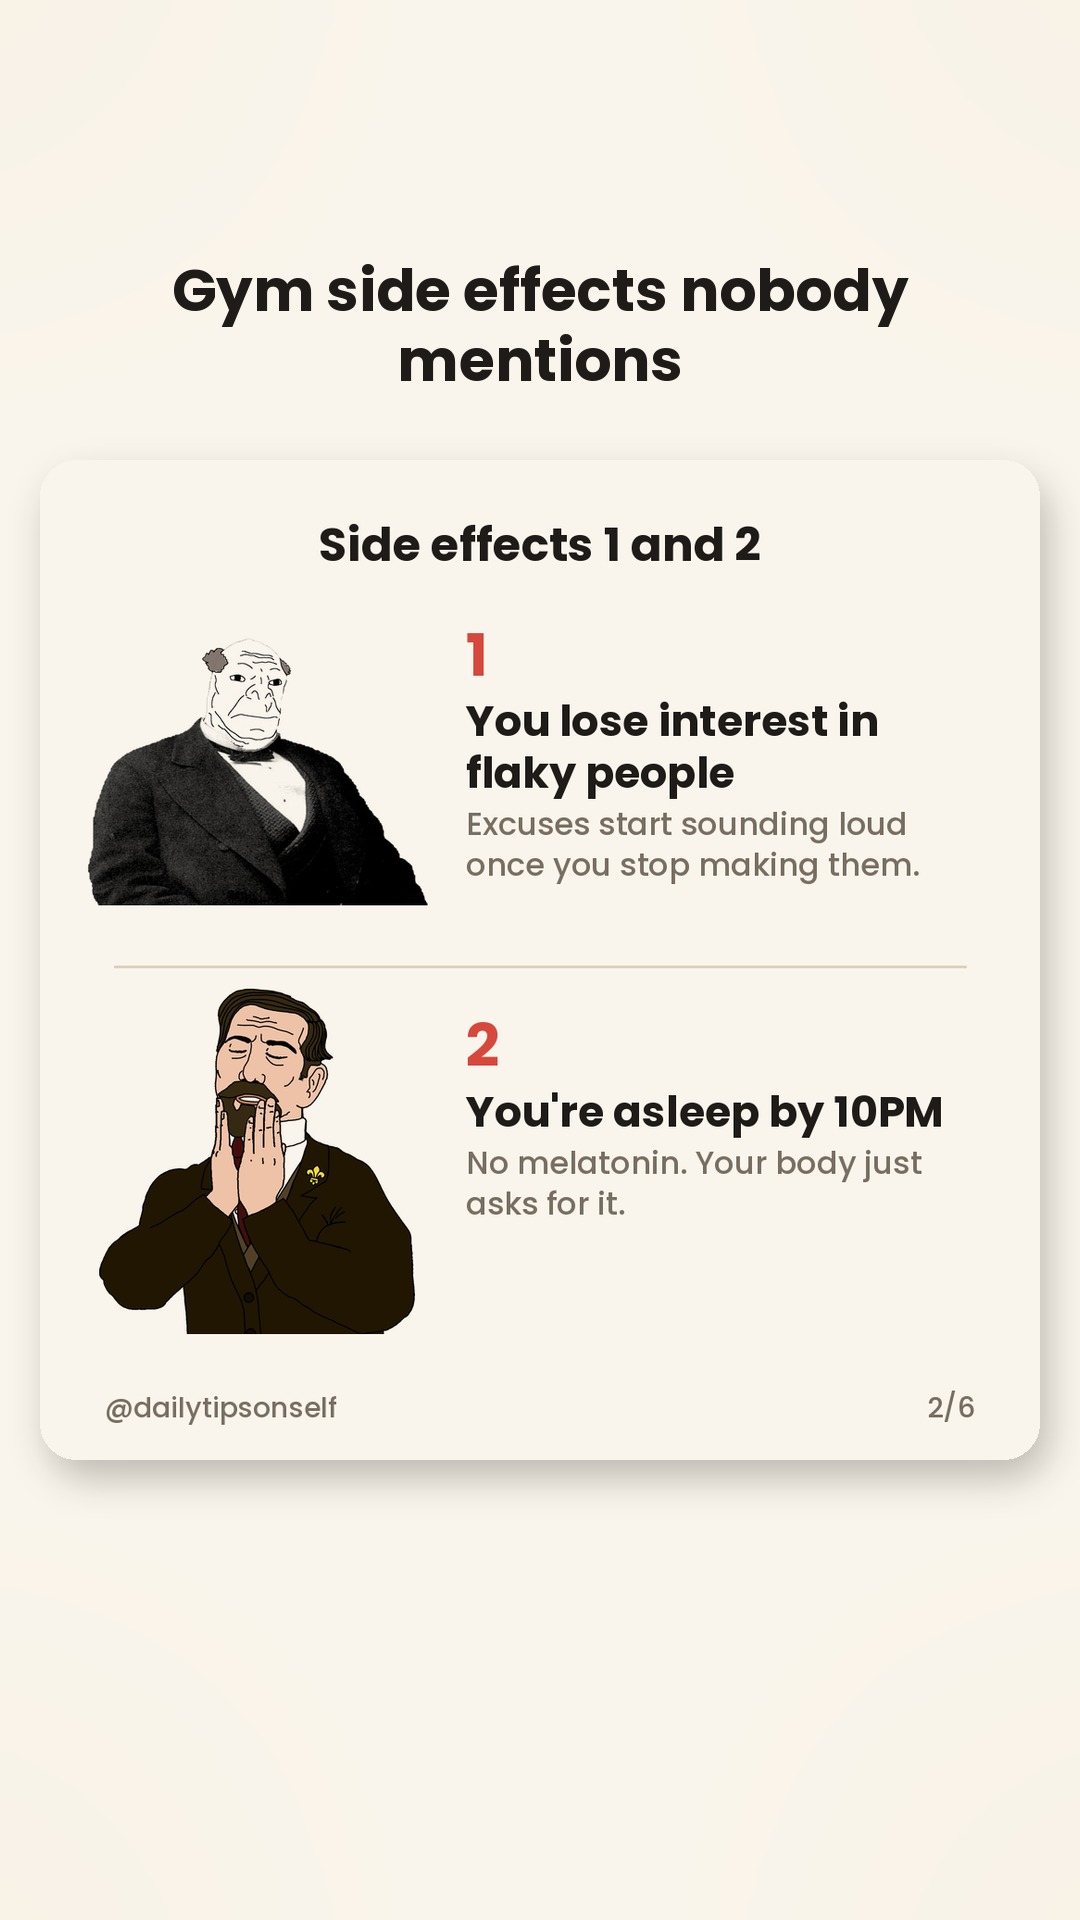 Gym side effects nobody
mentions
Side effects 1 and 2
1
You lose interest in
flaky people
Excuses start sounding loud
once you stop making them.
2
You're asleep by 10PM
No melatonin. Your body just
asks for it.
@dailytipsonself
2/6